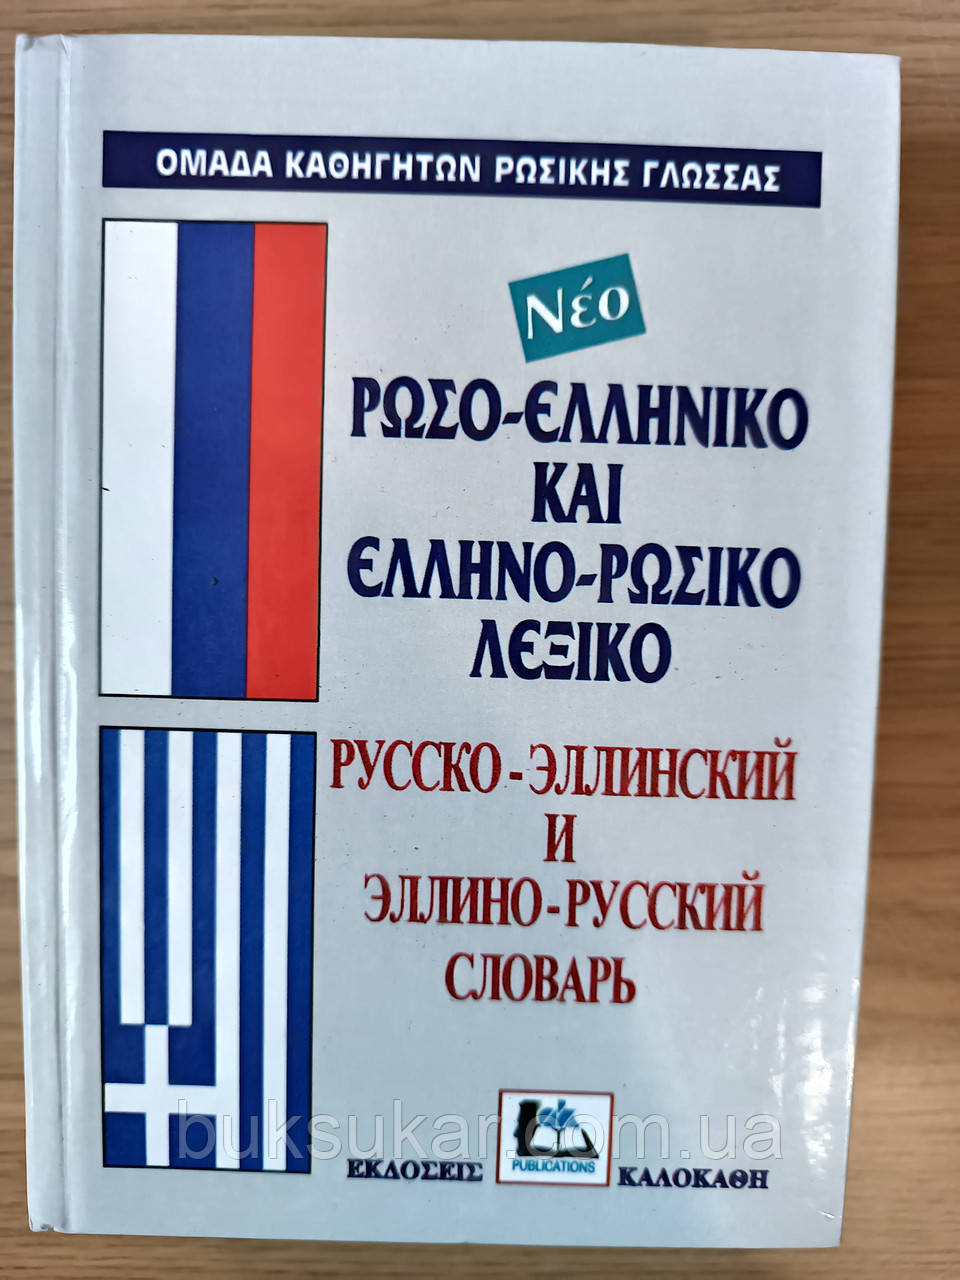 ΟΜΑΔΑ ΚΑΘΗΓΗΤΩΝ ΡΩΣΙΚΗΣ ΓΛΩΣΣΑΣ
Νέο
ΡΩΣΟ-ΕΛΛΗΝΙΚΟ
ΚΑΙ
ΕΛΛΗΝΟ-ΡΩΣΙΚΟ
ΛΕΞΙΚΟ
РУССКО-ЭЛЛИНСКИЙ
И
ЭЛЛИНО-РУССКИЙ
СЛОВАРЬ
buksukar.com.ua
PUBLICATIONS
ΕΚΔΟΣΕΙΣ ΚΑΛΟΚΑΘΗ